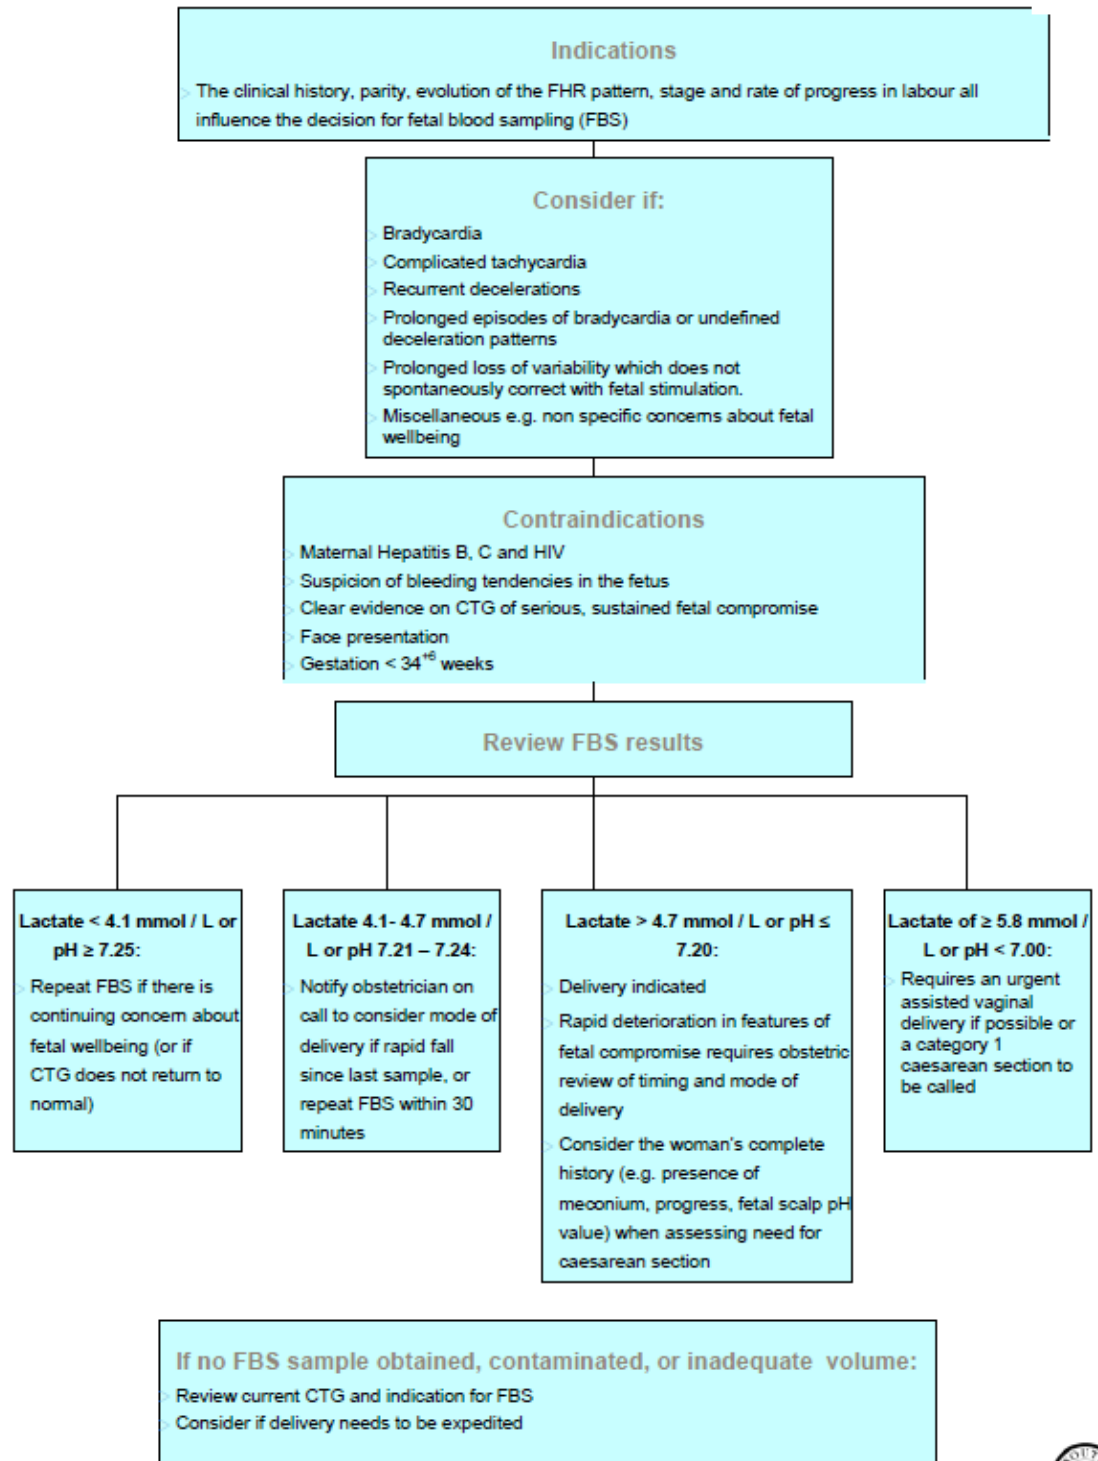 Indications
The clinical history, parity, evolution of the FHR pattern, stage and rate of progress in labour all
influence the decision for fetal blood sampling (FBS)
Consider if:
Bradycardia
Complicated tachycardia
Recurrent decelerations
Prolonged episodes of bradycardia or undefined
deceleration patterns
Prolonged loss of variability which does not
spontaneously correct with fetal stimulation.
Miscellaneous e.g. non specific concerns about fetal
wellbeing
Contraindications
Maternal Hepatitis B, C and HIV
Suspicion of bleeding tendencies in the fetus
Clear evidence on CTG of serious, sustained fetal compromise
Face presentation
Gestation < 34+6 weeks
Review FBS results
Lactate < 4.1 mmol / L or
pH ≥ 7.25:
Repeat FBS if there is
continuing concern about
fetal wellbeing (or if
CTG does not return to
normal)
Lactate 4.1- 4.7 mmol /
L or pH 7.21 – 7.24:
Notify obstetrician on
call to consider mode of
delivery if rapid fall
since last sample, or
repeat FBS within 30
minutes
Lactate > 4.7 mmol / L or pH ≤
7.20:
Delivery indicated
Rapid deterioration in features of
fetal compromise requires obstetric
review of timing and mode of
delivery
Consider the woman's complete
history (e.g. presence of
meconium, progress, fetal scalp pH
value) when assessing need for
caesarean section
Lactate of ≥ 5.8 mmol /
L or pH < 7.00:
Requires an urgent
assisted vaginal
delivery if possible or
a category 1
caesarean section to
be called
If no FBS sample obtained, contaminated, or inadequate volume:
Review current CTG and indication for FBS
Consider if delivery needs to be expedited